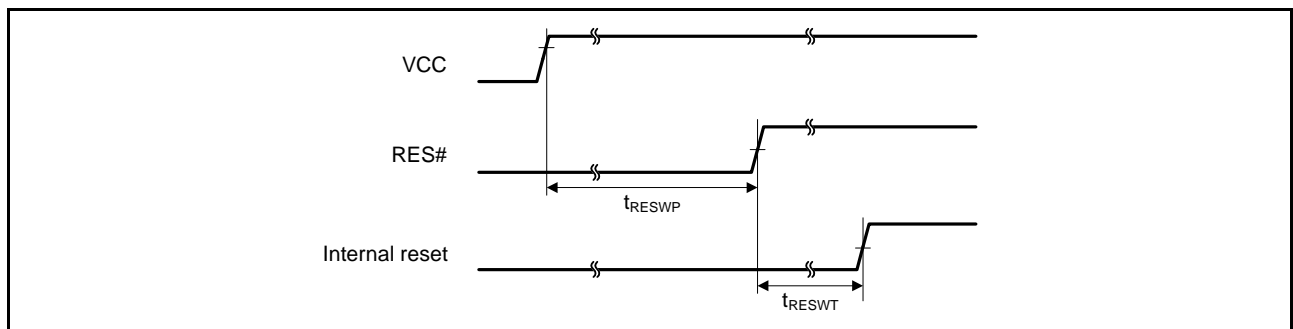 VCC
RES#
tRESWP
Internal reset
tRESWT